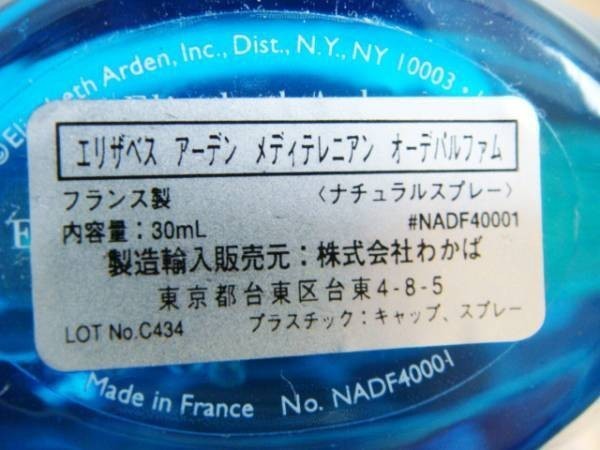 ©Elizabeth Arden, Inc., Dist., N.Y., NY 10003 •
エリザベス アーデン メディテレニアン オーデパルファム
フランス製 〈ナチュラルスプレー〉
内容量：30mL #NADF40001
製造輸入販売元：株式会社わかば
東京都台東区台東4-8-5
LOT No.C434 プラスチック：キャップ、スプレー
Made in France No. NADF40001